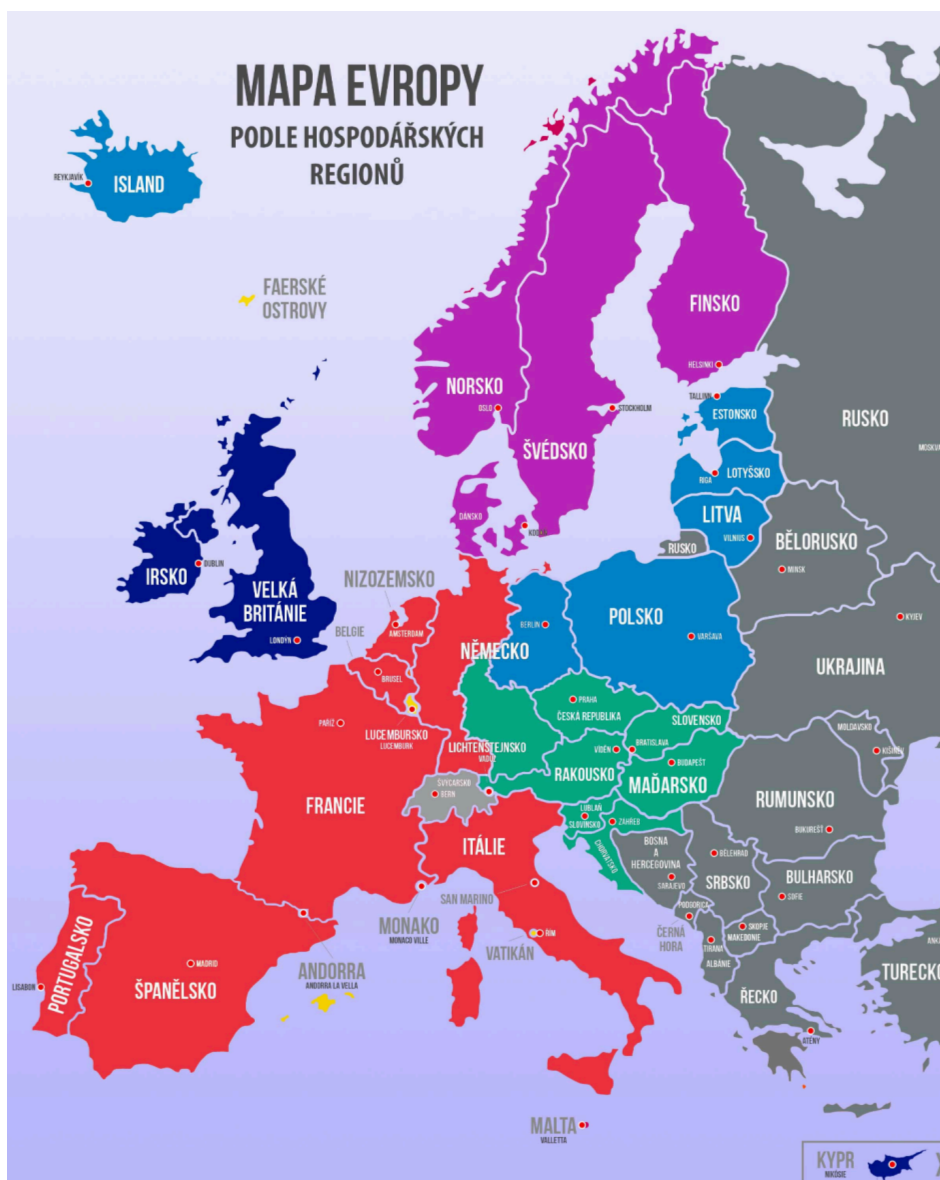 MAPA EVROPY
PODLE HOSPODÁŘSKÝCH
REGIONŮ
REYKJAVÍK
ISLAND
FAERSKÉ
OSTROVY
FINSKO
HELSINKI
NORSKO
OSLO
STOCKHOLM
TALLINN
ESTONSKO
RUSKO
MOSKVA
ŠVÉDSKO
RIGA
LOTYŠSKO
DÁNSKO
LITVA
VILNIUS
RUSKO
BĚLORUSKO
MINSK
IRSKO
DUBLIN
VELKÁ
BRITÁNIE
LONDÝN
NIZOZEMSKO
AMSTERDAM
BELGIE
BRUSEL
NĚMECKO
BERLIN
POLSKO
VARŠAVA
KYJEV
UKRAJINA
PAŘÍŽ
LUCEMBURSKO
LUCEMBURK
PRAHA
ČESKÁ REPUBLIKA
SLOVENSKO
BRATISLAVA
MOLDAVSKO
KIŠINĚV
LICHTENŠTEJNSKO
VADUZ
VÍDEŇ
RAKOUSKO
BUDAPEŠT
MAĎARSKO
ŠVÝCARSKO
BERN
FRANCIE
RUMUNSKO
BUKUREŠT
LUBLAŇ
SLOVINSKO
ZÁHŘEB
CHORVATSKO
ITÁLIE
BOSNA
A
HERCEGOVINA
SARAJEVO
BĚLEHRAD
SRBSKO
BULHARSKO
SOFIE
SAN MARINO
MONAKO
MONACO VILLE
VATIKÁN
ŘÍM
PODGORICA
ČERNÁ
HORA
SKOPJE
MAKEDONIE
TIRANA
ALBÁNIE
ANK
TURECKO
PORTUGALSKO
LISABON
MADRID
ŠPANĚLSKO
ANDORRA
ANDORRA LA VELLA
ŘECKO
ATÉNY
MALTA
VALLETTA
KYPR
NIKÓSIE